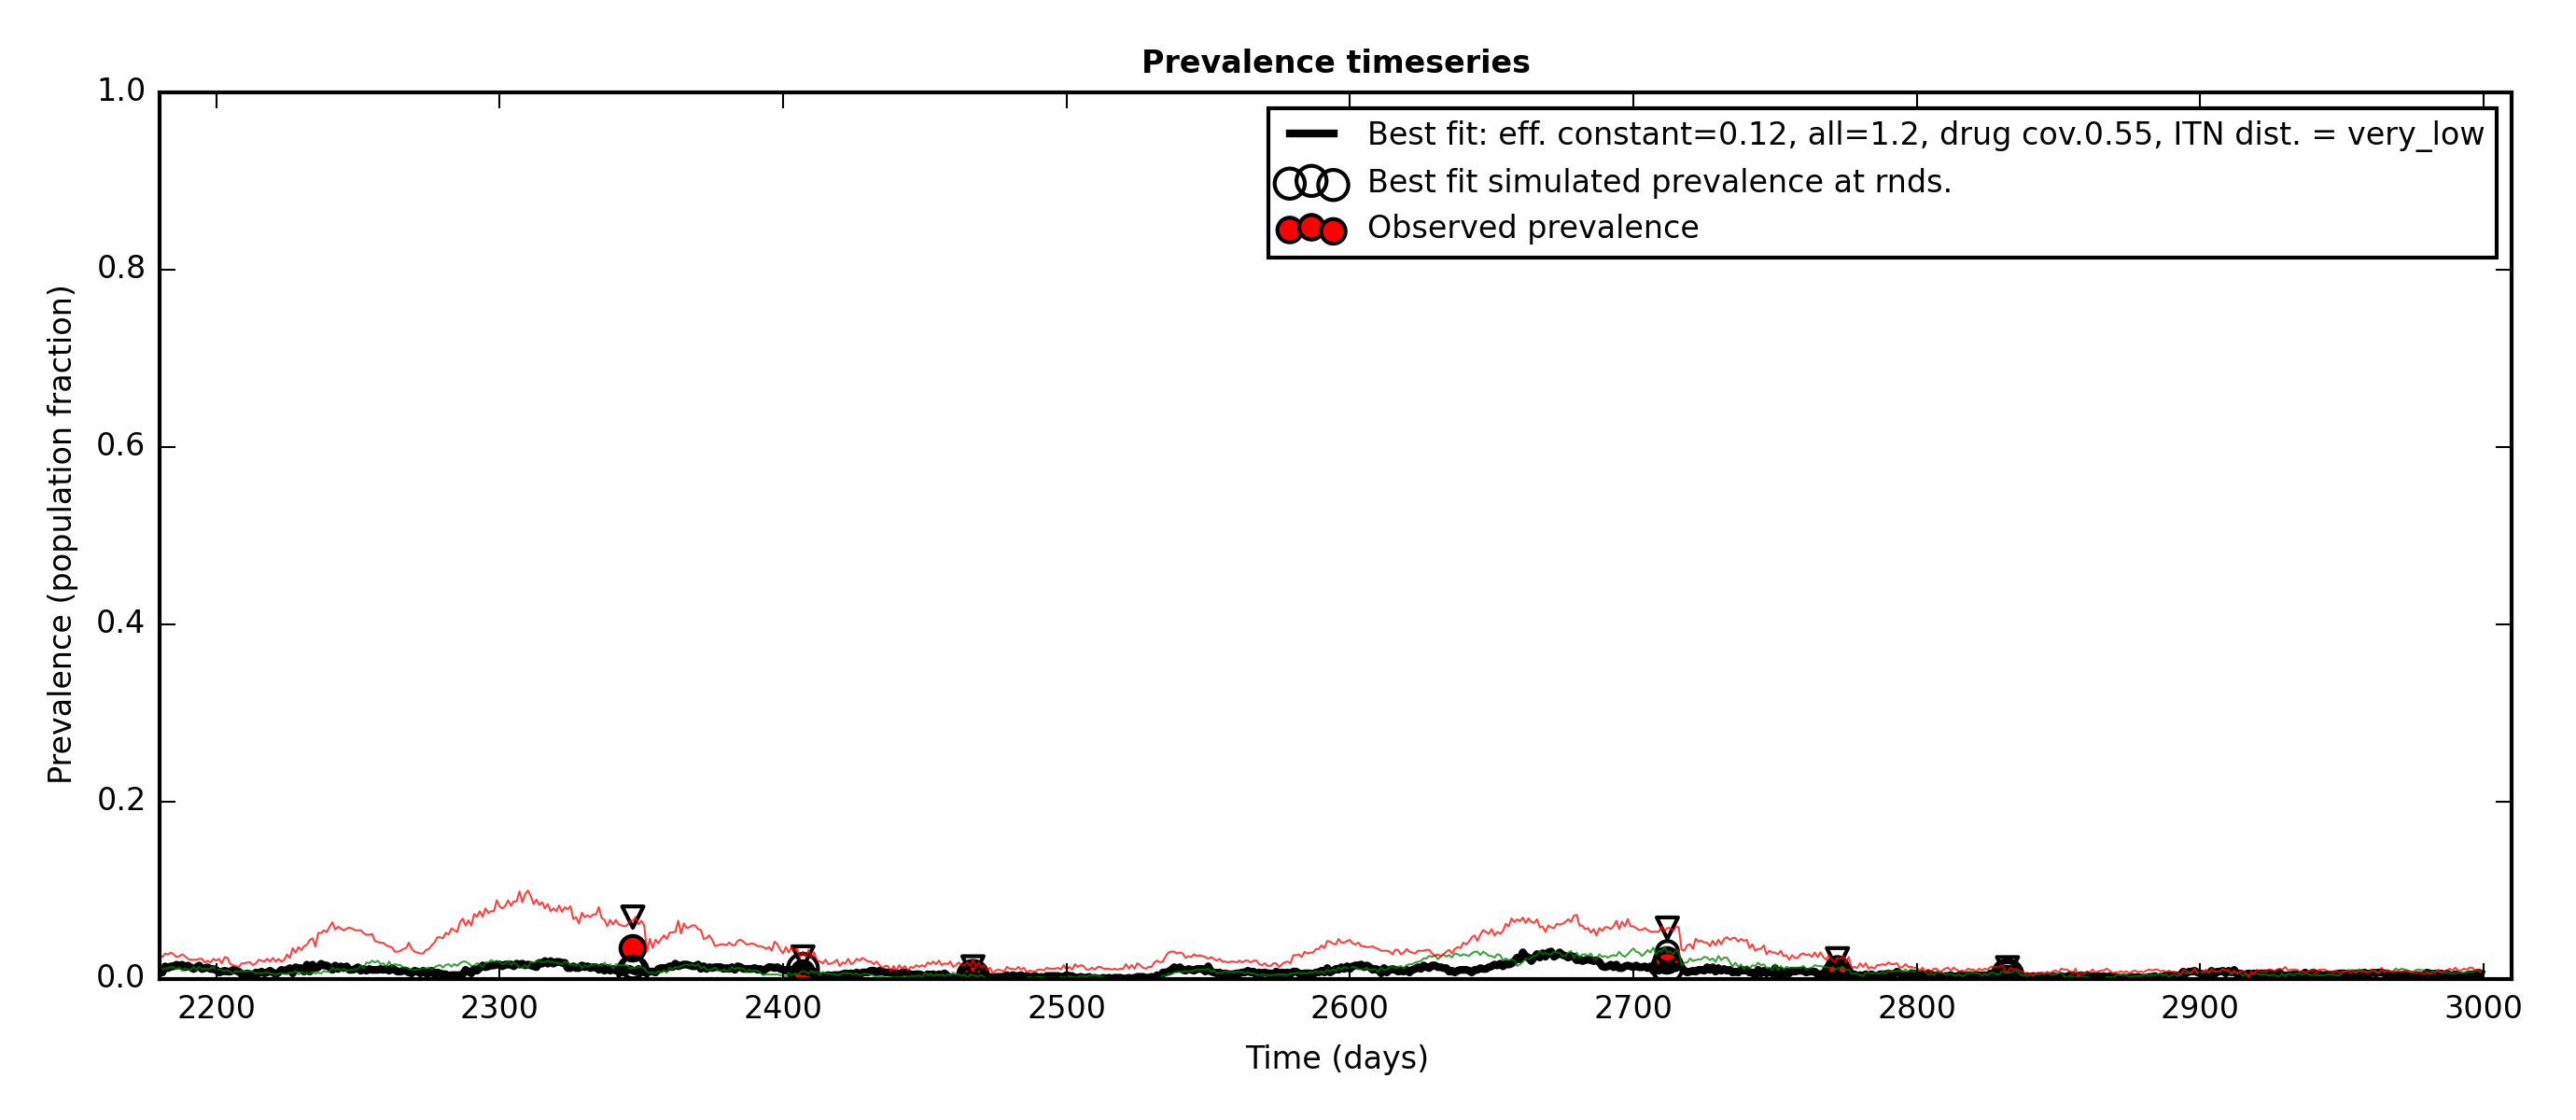 Prevalence timeseries
Best fit: eff. constant=0.12, all=1.2, drug cov.0.55, ITN dist. = very_low
Best fit simulated prevalence at rnds.
Observed prevalence
Prevalence (population fraction)
1.0
0.8
0.6
0.4
0.2
0.0
2200 2300 2400 2500 2600 2700 2800 2900 3000
Time (days)